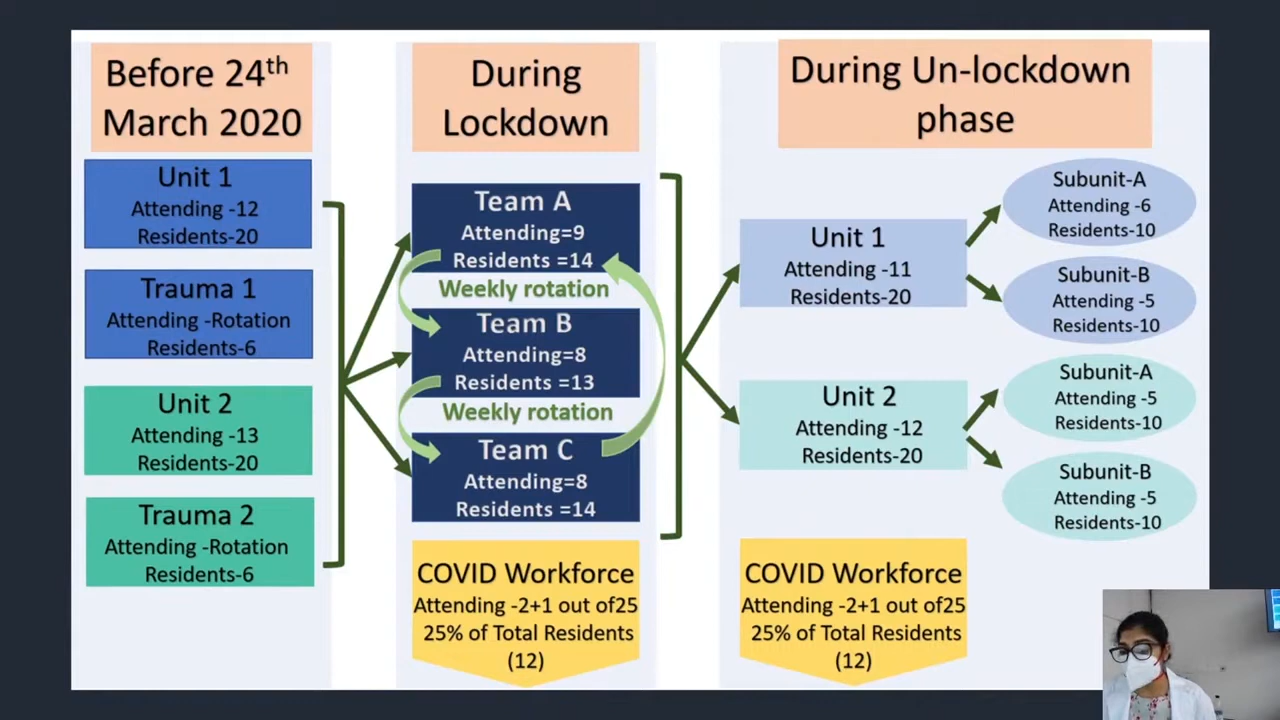 Before 24th
March 2020
Unit 1
Attending -12
Residents-20
Trauma 1
Attending -Rotation
Residents-6
Unit 2
Attending -13
Residents-20
Trauma 2
Attending -Rotation
Residents-6
During
Lockdown
Team A
Attending=9
Residents =14
Weekly rotation
Team B
Attending=8
Residents =13
Weekly rotation
Team C
Attending=8
Residents =14
COVID Workforce
Attending -2+1 out of25
25% of Total Residents
(12)
During Un-lockdown
phase
Unit 1
Attending -11
Residents-20
Subunit-A
Attending -6
Residents-10
Subunit-B
Attending -5
Residents-10
Unit 2
Attending -12
Residents-20
Subunit-A
Attending -5
Residents-10
Subunit-B
Attending -5
Residents-10
COVID Workforce
Attending -2+1 out of25
25% of Total Residents
(12)